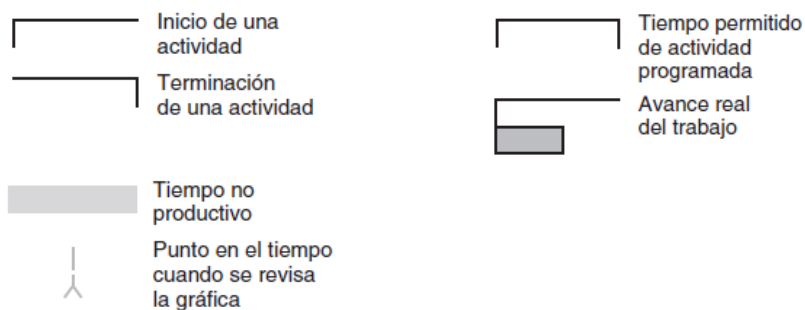 Inicio de una
actividad
Terminación
de una actividad
Tiempo no
productivo
Punto en el tiempo
cuando se revisa
la gráfica
Tiempo permitido
de actividad
programada
Avance real
del trabajo